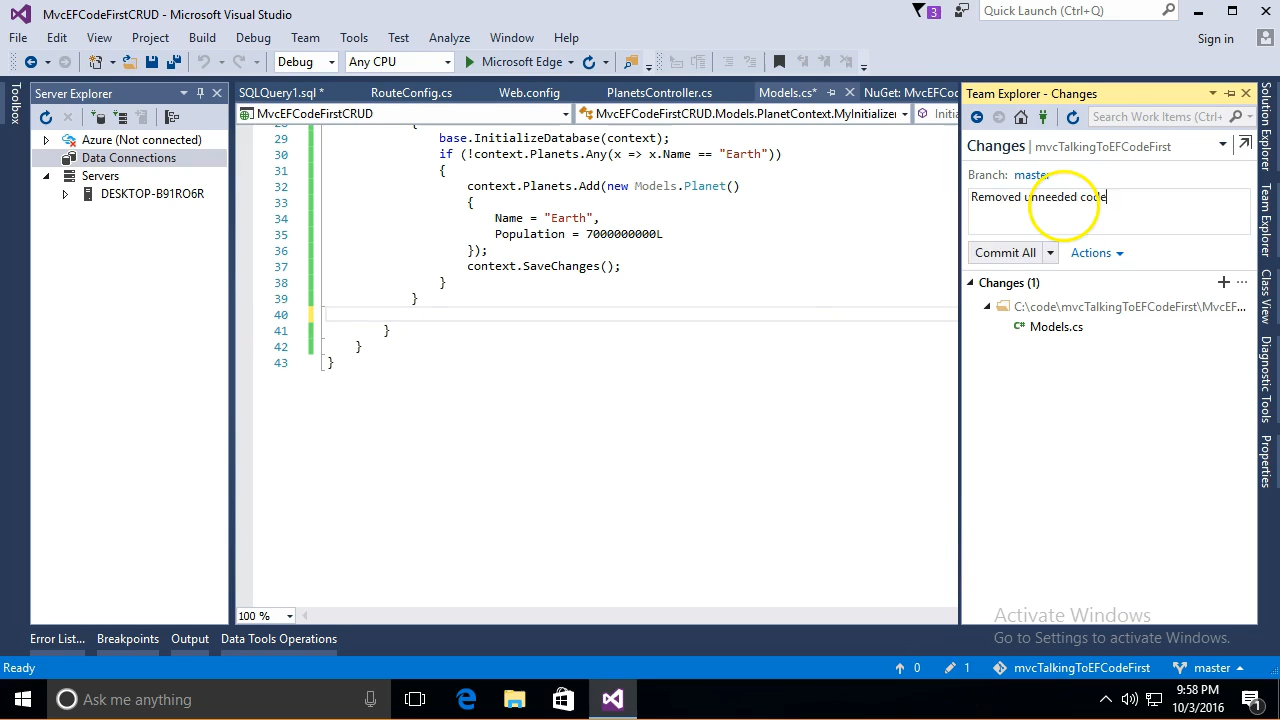 MvcEFCodeFirstCRUD - Microsoft Visual Studio
3
Quick Launch (Ctrl+Q)
File Edit View Project Build Debug Team Tools Test Analyze Window Help
Sign in
Debug Any CPU Microsoft Edge
Toolbox
Server Explorer
Azure (Not connected)
Data Connections
Servers
DESKTOP-B91RO6R
SQLQuery1.sql * RouteConfig.cs Web.config PlanetsController.cs Models.cs* NuGet: MvcEFCod
MvcEFCodeFirstCRUD MvcEFCodeFirstCRUD.Models.PlanetContext.MyInitializer Initi
29 base.InitializeDatabase(context);
30 if (!context.Planets.Any(x => x.Name == "Earth"))
31 {
32 context.Planets.Add(new Models.Planet()
33 {
34 Name = "Earth",
35 Population = 7000000000L
36 });
37 context.SaveChanges();
38 }
39 }
40
41 }
42 }
43 }
100 %
Team Explorer - Changes
Search Work Items (Ctrl+
Changes | mvcTalkingToEFCodeFirst
Branch: master
Removed unneeded code
Commit All Actions
Changes (1)
C:\code\mvcTalkingToEFCodeFirst\MvcEF...
C# Models.cs
Solution Explorer
Team Explorer
Class View
Diagnostic Tools
Properties
Activate Windows
Go to Settings to activate Windows.
Error List... Breakpoints Output Data Tools Operations
Ready 0 1 mvcTalkingToEFCodeFirst master
Ask me anything
9:58 PM
10/3/2016
1